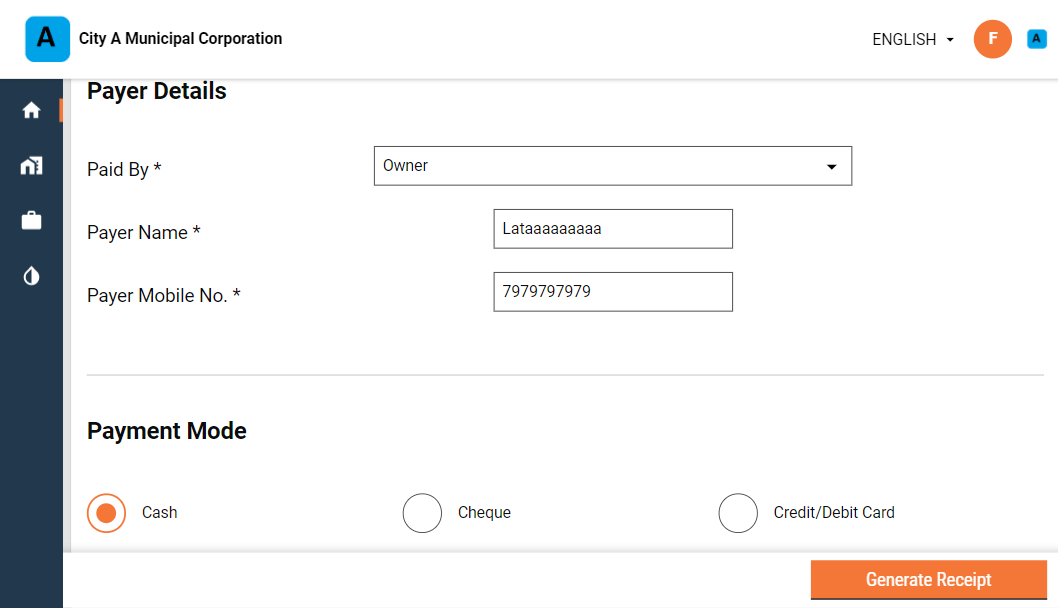 A City A Municipal Corporation ENGLISH F A
Payer Details
Paid By * Owner
Payer Name * Lataaaaaaaaa
Payer Mobile No. * 7979797979
Payment Mode
Cash Cheque Credit/Debit Card
Generate Receipt